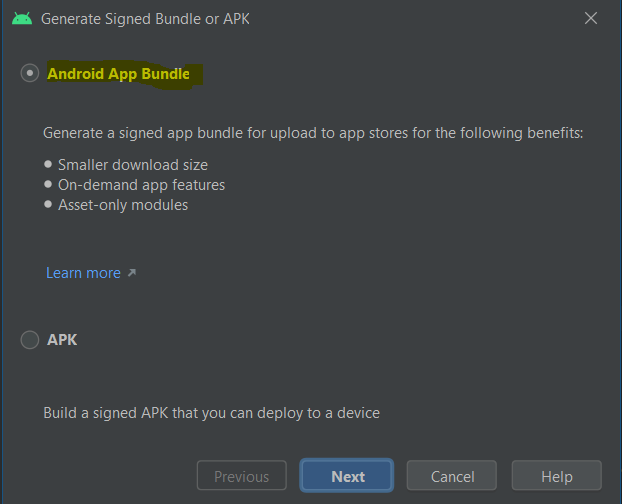 Generate Signed Bundle or APK
Android App Bundle
Generate a signed app bundle for upload to app stores for the following benefits:
Smaller download size
On-demand app features
Asset-only modules
Learn more
APK
Build a signed APK that you can deploy to a device
Previous Next Cancel Help